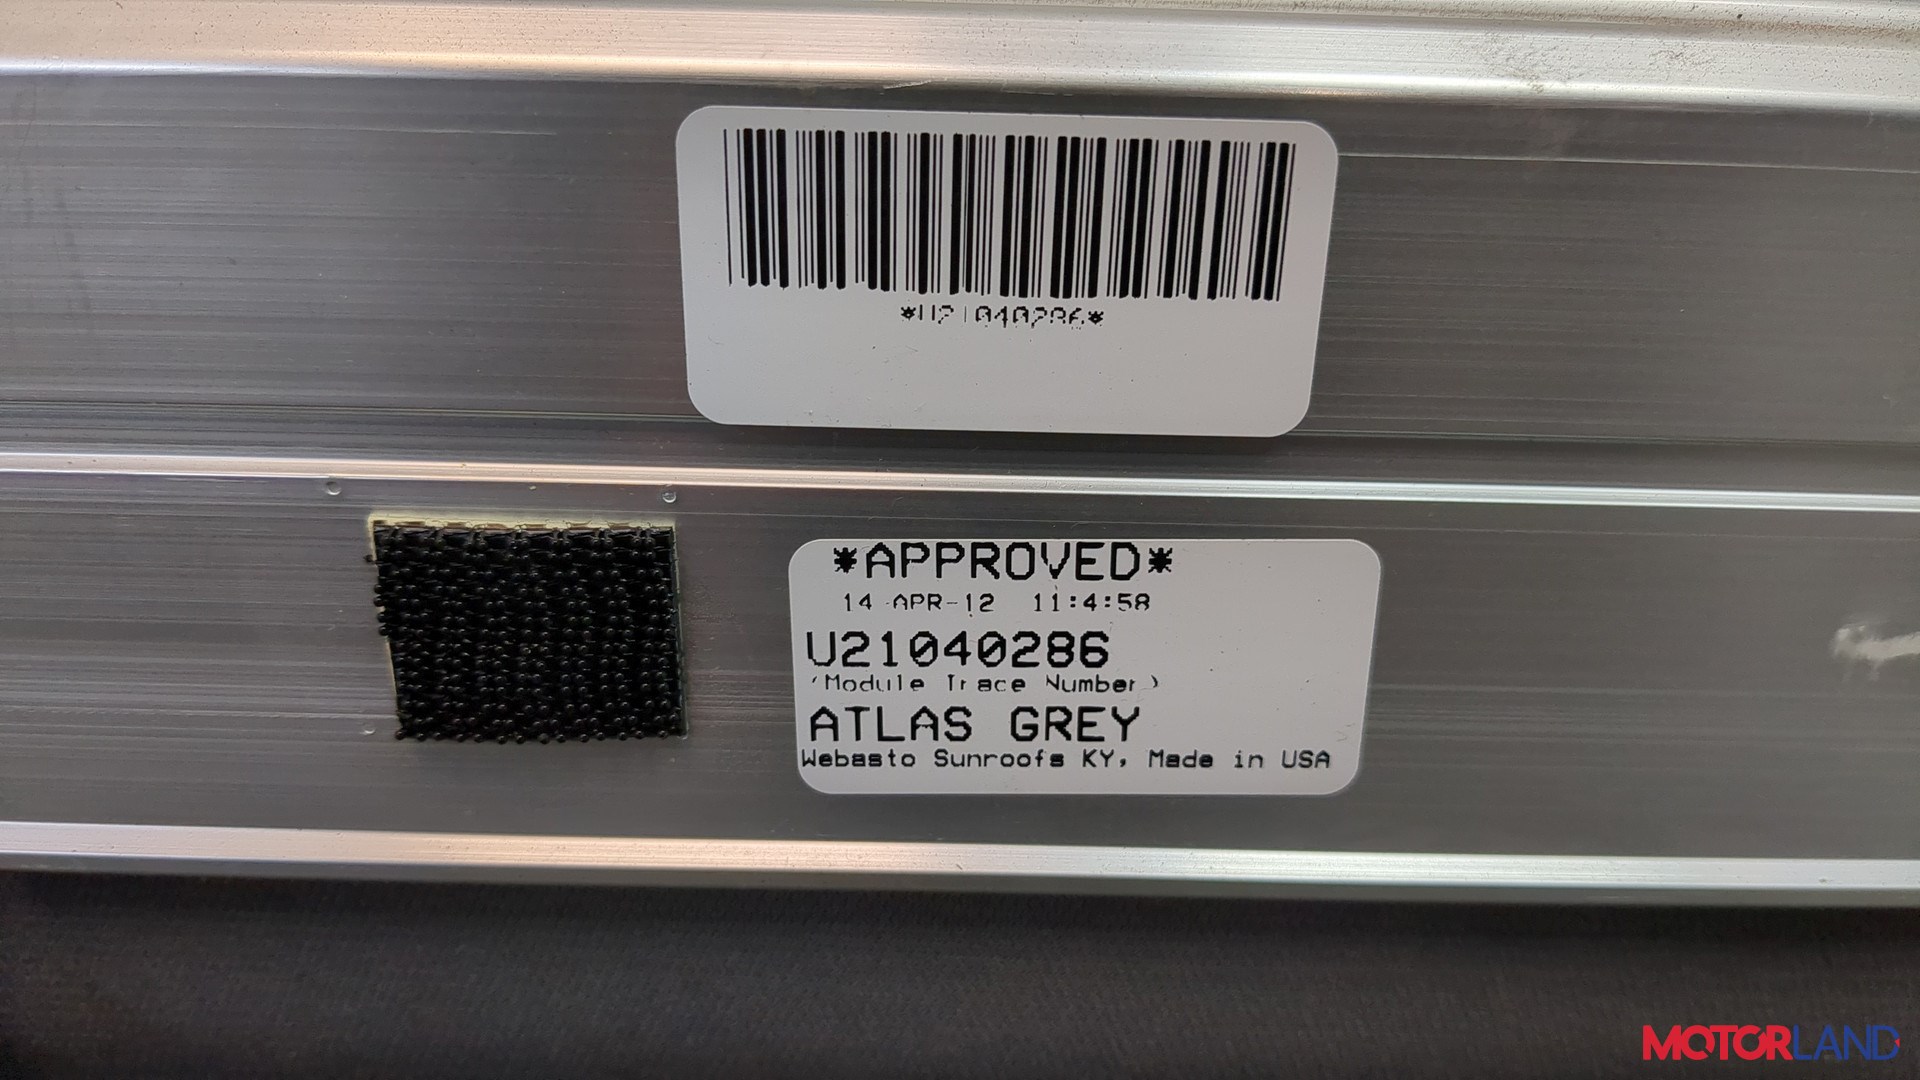 *U21040286*
*APPROVED*
14-APR-12 11:4:58
U21040286
(Module Trace Number)
ATLAS GREY
Webasto Sunroofs KY, Made in USA
MOTORLAND